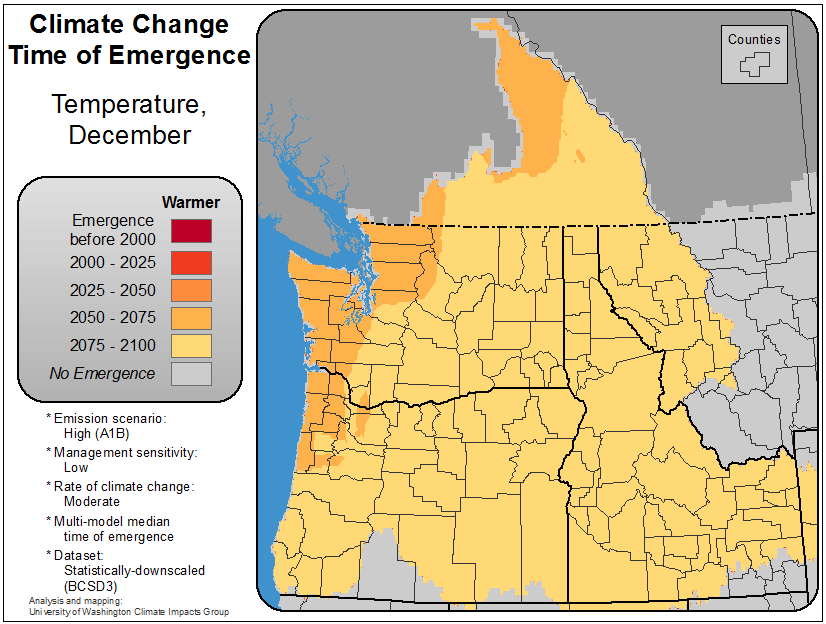 Climate Change
Time of Emergence
Temperature,
December
Warmer
Emergence
before 2000
2000 - 2025
2025 - 2050
2050 - 2075
2075 - 2100
No Emergence
* Emission scenario:
High (A1B)
* Management sensitivity:
Low
* Rate of climate change:
Moderate
* Multi-model median
time of emergence
* Dataset:
Statistically-downscaled
(BCSD3)
Analysis and mapping:
University of Washington Climate Impacts Group
Counties